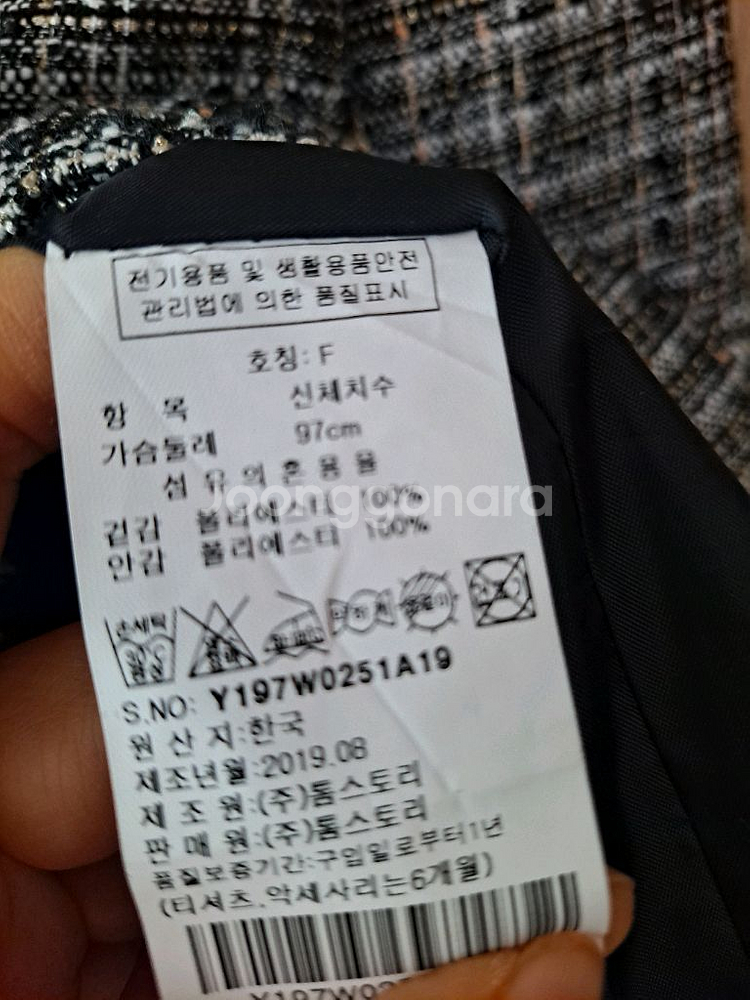 전기용품 및 생활용품안전
관리법에 의한 품질표시
호칭: F
항 목 신체치수
가슴둘레 97cm
섬 유 의 혼 용 율
Joonggonara
겉감 폴리에스터 100%
안감 폴리에스터 100%
손세탁
S.NO: Y197W0251A19
원 산 지:한국
제조년월:2019.08
제 조 원:(주)톰스토리
판 매 원:(주)톰스토리
품질보증기간:구입일로부터1년
(티셔츠,악세사리는6개월)